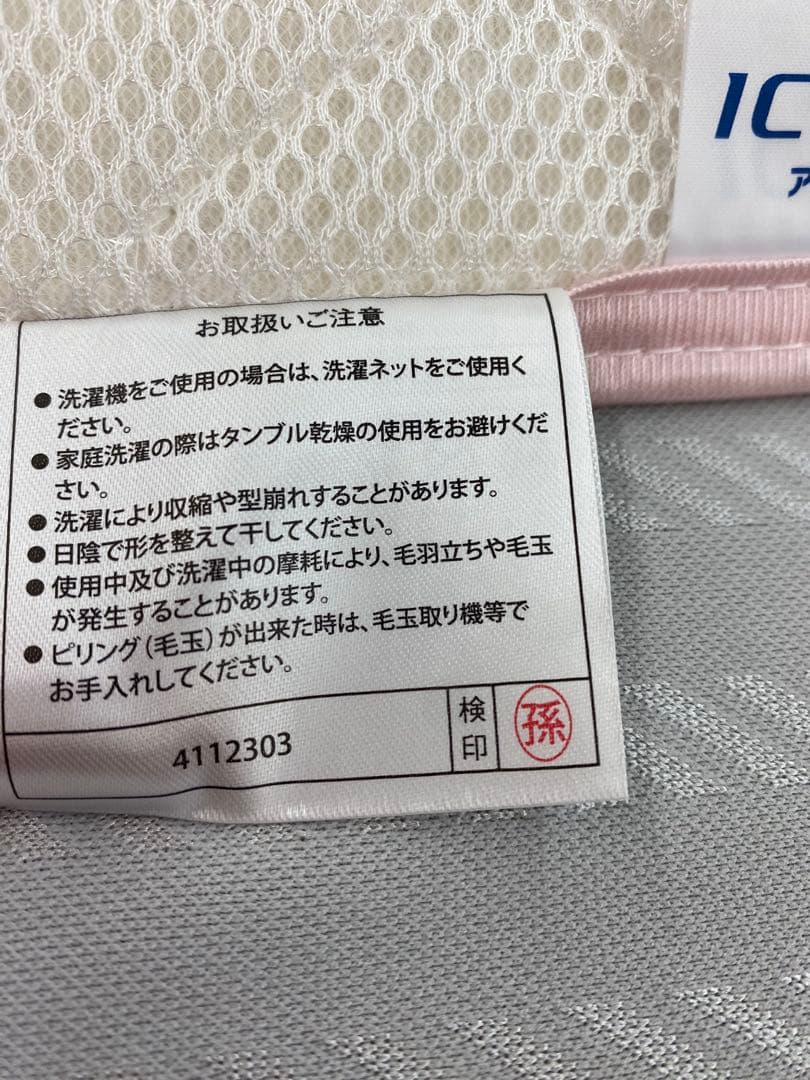 IC
ア
お取扱いご注意
● 洗濯機をご使用の場合は、洗濯ネットをご使用く
ださい。
● 家庭洗濯の際はタンブル乾燥の使用をお避けくだ
さい。
● 洗濯により収縮や型崩れすることがあります。
● 日陰で形を整えて干してください。
● 使用中及び洗濯中の摩耗により、毛羽立ちや毛玉
が発生することがあります。
● ピリング(毛玉)が出来た時は、毛玉取り機等で
お手入れしてください。
4112303
検印
孫